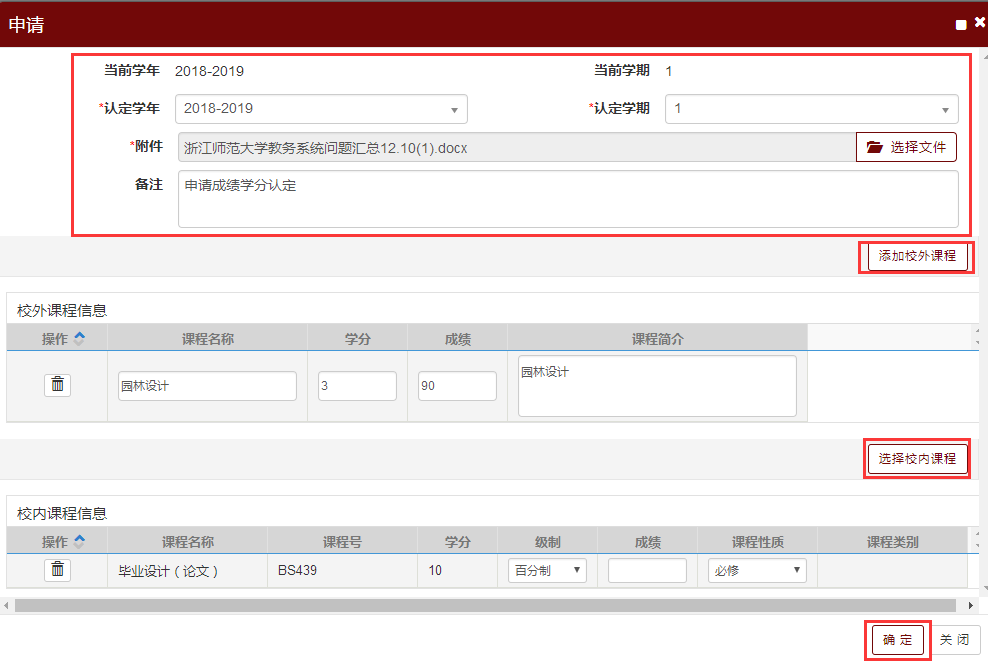 申请
当前学年 2018-2019 当前学期 1
*认定学年 2018-2019 *认定学期 1
*附件 浙江师范大学教务系统问题汇总12.10(1).docx 选择文件
备注 申请成绩学分认定
添加校外课程
校外课程信息
操作 课程名称 学分 成绩 课程简介
园林设计 3 90 园林设计
选择校内课程
校内课程信息
操作 课程名称 课程号 学分 级制 成绩 课程性质 课程类别
毕业设计（论文） BS439 10 百分制 必修
确定 关闭